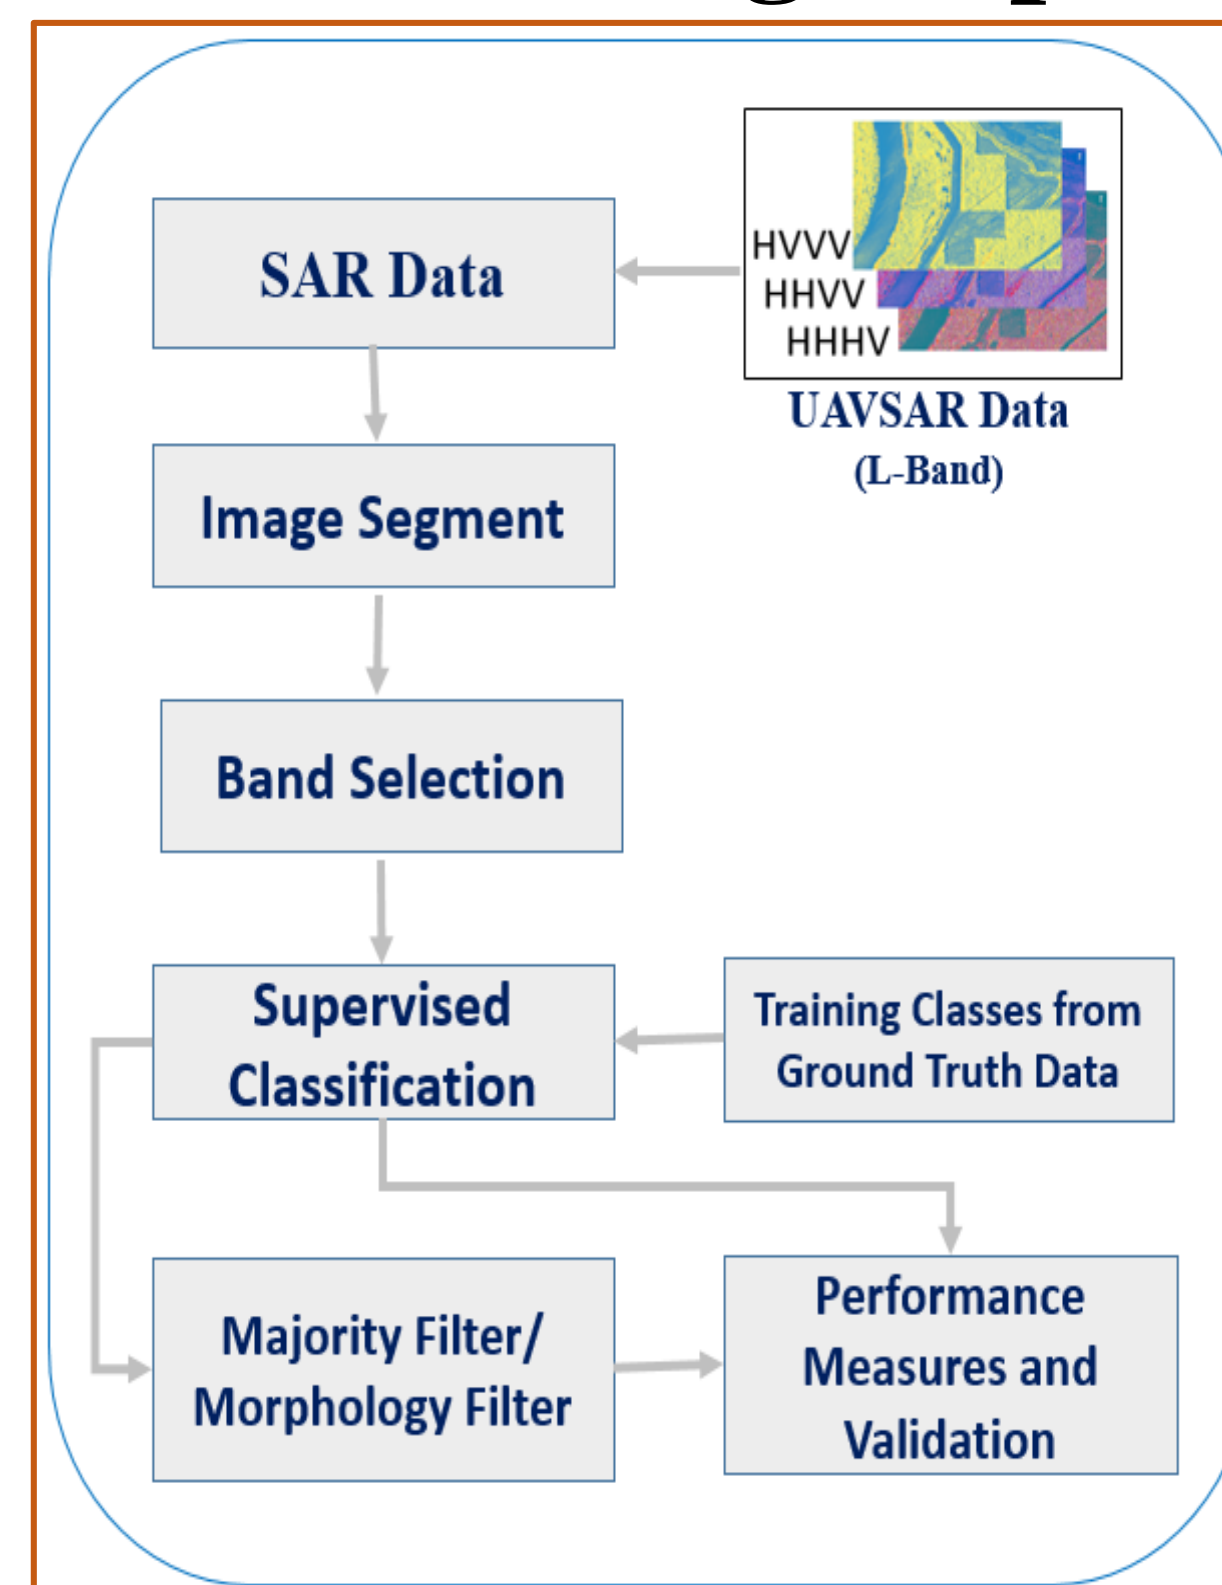 SAR Data
HVVV
HHVV
HHHV
UAVSAR Data
(L-Band)
Image Segment
Band Selection
Supervised
Classification
Training Classes from
Ground Truth Data
Majority Filter/
Morphology Filter
Performance
Measures and
Validation